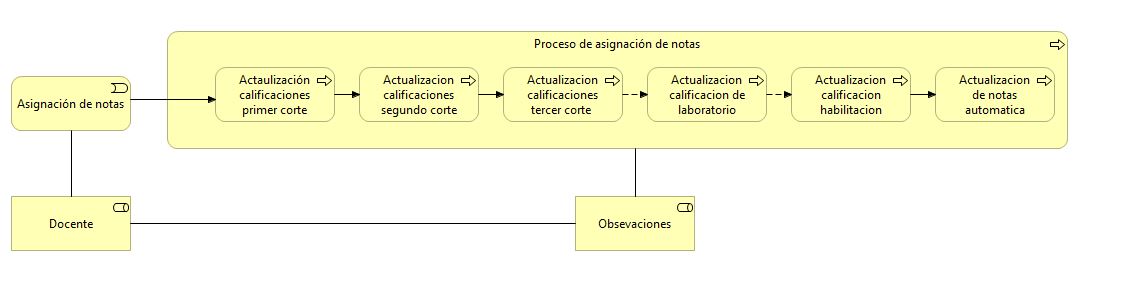 Proceso de asignación de notas
Asignación de notas
Actaulización
calificaciones
primer corte
Actualizacion
calificaciones
segundo corte
Actualizacion
calificaciones
tercer corte
Actualizacion
calificacion de
laboratorio
Actualizacion
calificacion
habilitacion
Actualizacion
de notas
automatica
Docente
Obsevaciones